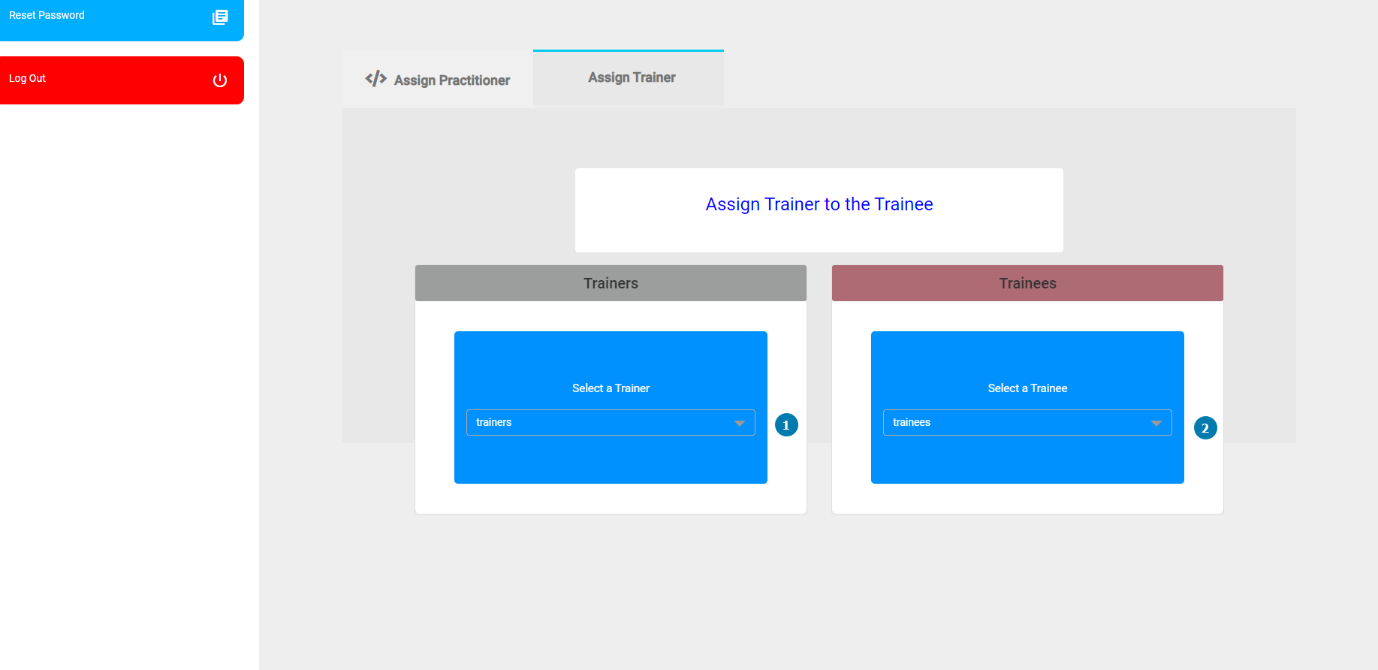 Reset Password
Log Out
Assign Practitioner
Assign Trainer
Assign Trainer to the Trainee
Trainers
Trainees
Select a Trainer
Select a Trainee
trainers
1
trainees
2